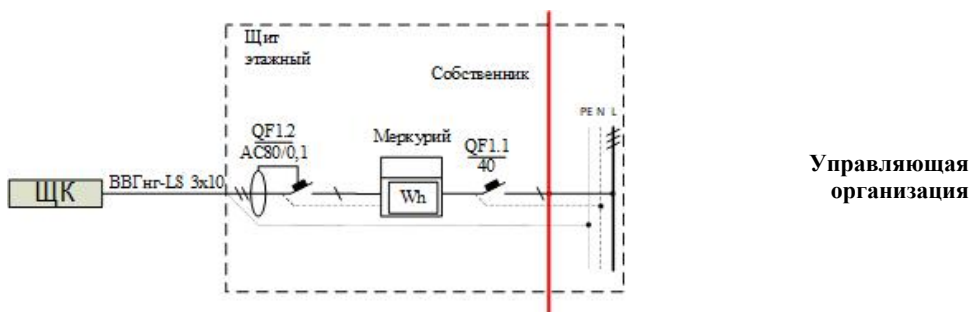 Щит
этажный
Собственник
PE N L
QF1.2
АС80/0,1
Меркурий
QF1.1
40
Управляющая
организация
ЩК
ВВГнг-LS 3x10
Wh